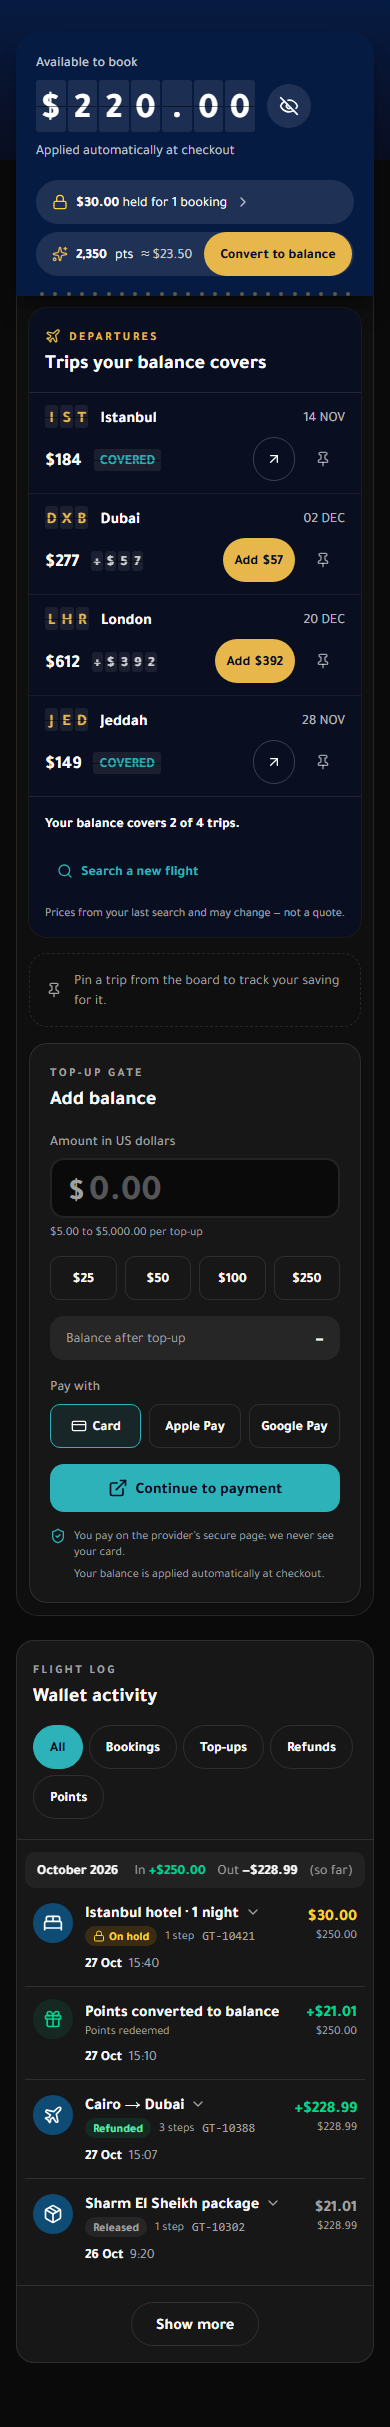 Available to book
$220.00
Applied automatically at checkout
$30.00 held for 1 booking
2,350 pts ≈ $23.50 Convert to balance
DEPARTURES
Trips your balance covers
IST Istanbul 14 NOV
$184 COVERED
DXB Dubai 02 DEC
$277 +$57 Add $57
LHR London 20 DEC
$612 +$392 Add $392
JED Jeddah 28 NOV
$149 COVERED
Your balance covers 2 of 4 trips.
Search a new flight
Prices from your last search and may change — not a quote.
Pin a trip from the board to track your saving
for it.
TOP-UP GATE
Add balance
Amount in US dollars
$ 0.00
$5.00 to $5,000.00 per top-up
$25 $50 $100 $250
Balance after top-up –
Pay with
Card Apple Pay Google Pay
Continue to payment
You pay on the provider's secure page; we never see
your card.
Your balance is applied automatically at checkout.
FLIGHT LOG
Wallet activity
All Bookings Top-ups Refunds
Points
October 2026 In +$250.00 Out −$228.99 (so far)
Istanbul hotel · 1 night $30.00
On hold 1 step GT-10421 $250.00
27 Oct 15:40
Points converted to balance +$21.01
Points redeemed $250.00
27 Oct 15:10
Cairo → Dubai +$228.99
Refunded 3 steps GT-10388 $228.99
27 Oct 15:07
Sharm El Sheikh package $21.01
Released 1 step GT-10302 $228.99
26 Oct 9:20
Show more